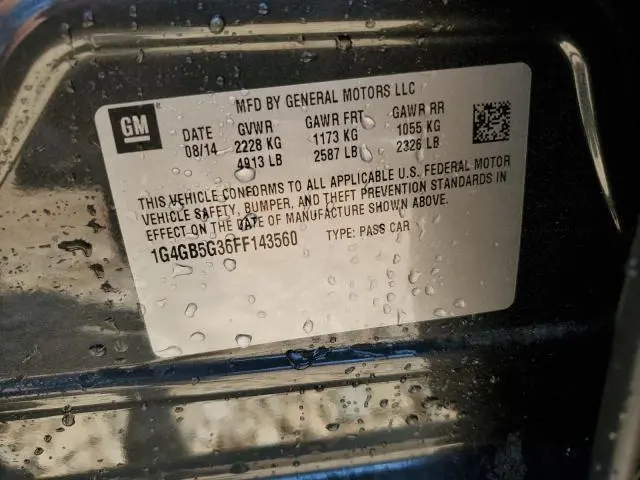 MFD BY GENERAL MOTORS LLC
GM
DATE GVWR GAWR FRT GAWR RR
08/14 2228 KG 1173 KG 1055 KG
4913 LB 2587 LB 2326 LB
THIS VEHICLE CONFORMS TO ALL APPLICABLE U.S. FEDERAL MOTOR
VEHICLE SAFETY, BUMPER, AND THEFT PREVENTION STANDARDS IN
EFFECT ON THE DATE OF MANUFACTURE SHOWN ABOVE.
1G4GB5G36FF143560 TYPE: PASS CAR